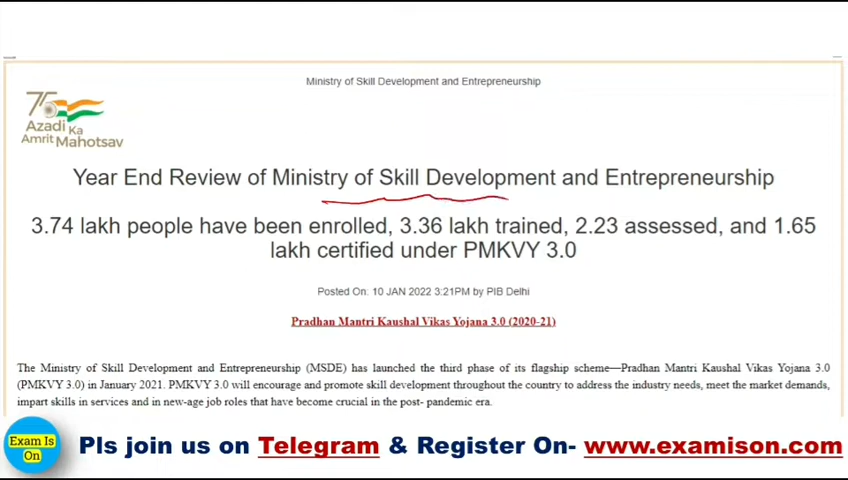 Ministry of Skill Development and Entrepreneurship
75
Azadi Ka
Amrit Mahotsav
Year End Review of Ministry of Skill Development and Entrepreneurship
3.74 lakh people have been enrolled, 3.36 lakh trained, 2.23 assessed, and 1.65
lakh certified under PMKVY 3.0
Posted On: 10 JAN 2022 3:21PM by PIB Delhi
Pradhan Mantri Kaushal Vikas Yojana 3.0 (2020-21)
The Ministry of Skill Development and Entrepreneurship (MSDE) has launched the third phase of its flagship scheme—Pradhan Mantri Kaushal Vikas Yojana 3.0
(PMKVY 3.0) in January 2021. PMKVY 3.0 will encourage and promote skill development throughout the country to address the industry needs, meet the market demands,
impart skills in services and in new-age job roles that have become crucial in the post- pandemic era.
Exam Is
On
Pls join us on Telegram & Register On- www.examison.com